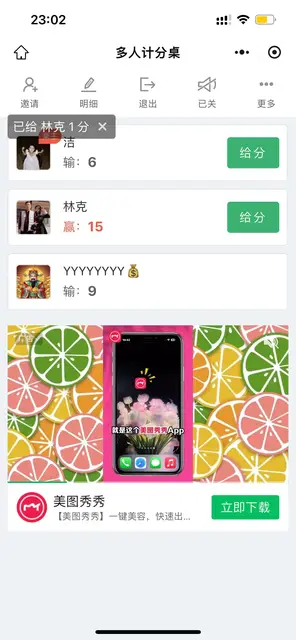 23:02
多人计分桌
邀请
明细
退出
已关
更多
已给 林克 1 分
洁
输：6
给分
林克
赢：15
给分
YYYYYYYY
输：9
就是这个美图秀秀App
美图秀秀
【美图秀秀】一键美容，快速出...
立即下载